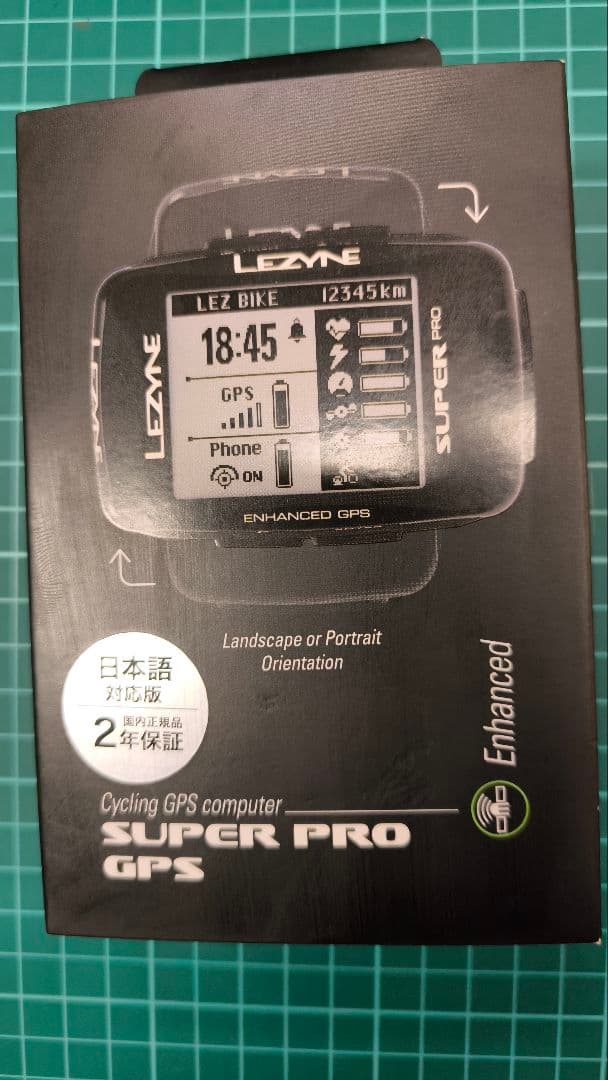 LEZYNE
LEZYNE
SUPER PRO
LEZ BIKE 12345km
18:45
GPS
Phone
ON
ENHANCED GPS
Landscape or Portrait
Orientation
日本語
対応版
国内正規品
2年保証
Enhanced
Cycling GPS computer
SUPER PRO
GPS